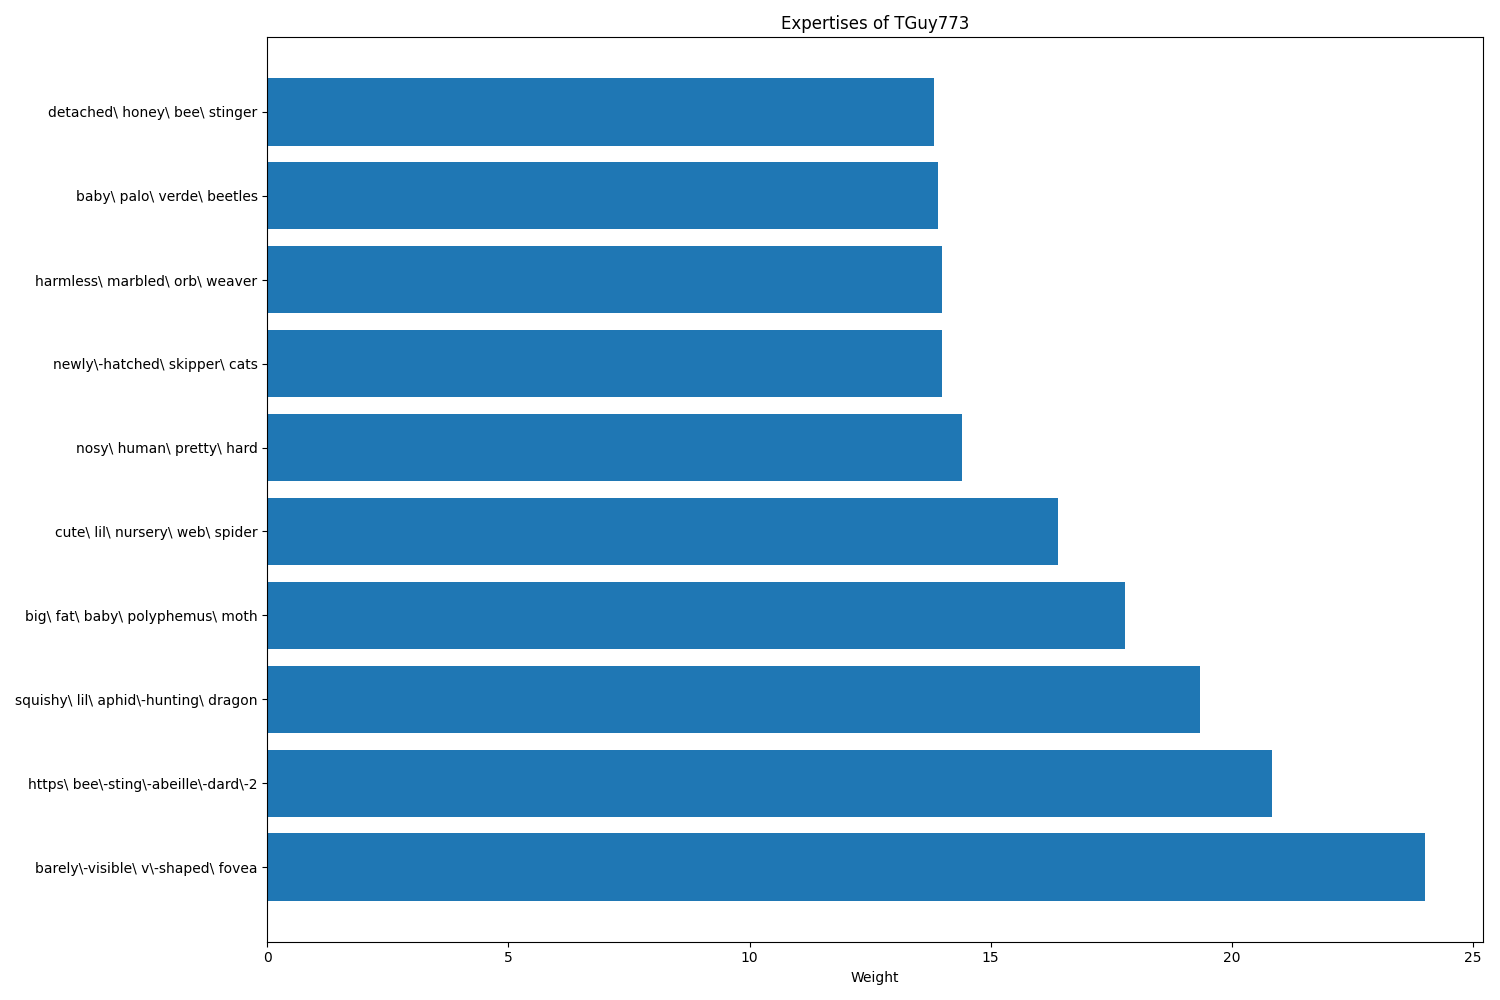 Expertises of TGuy773
detached\ honey\ bee\ stinger
baby\ palo\ verde\ beetles
harmless\ marbled\ orb\ weaver
newly\-hatched\ skipper\ cats
nosy\ human\ pretty\ hard
cute\ lil\ nursery\ web\ spider
big\ fat\ baby\ polyphemus\ moth
squishy\ lil\ aphid\-hunting\ dragon
https\ bee\-sting\-abeille\-dard\-2
barely\-visible\ v\-shaped\ fovea
0 5 10 15 20 25
Weight